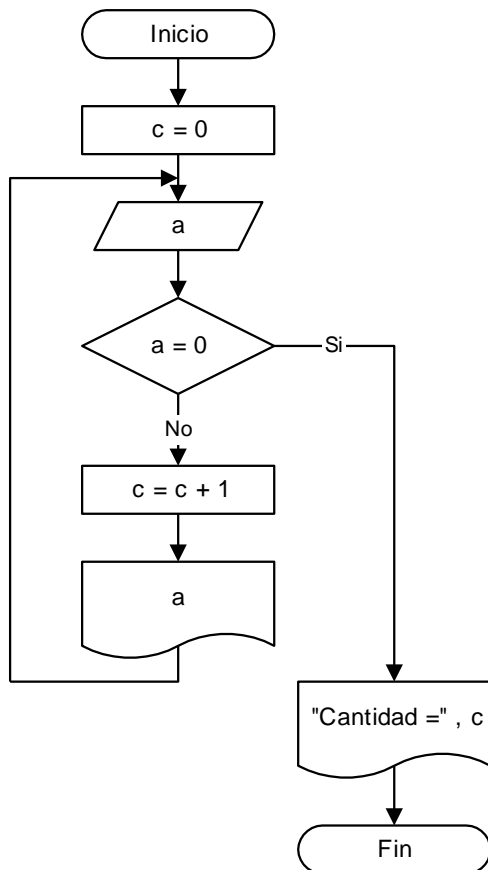 Inicio
c = 0
a
a = 0
Si
No
c = c + 1
a
"Cantidad =" , c
Fin